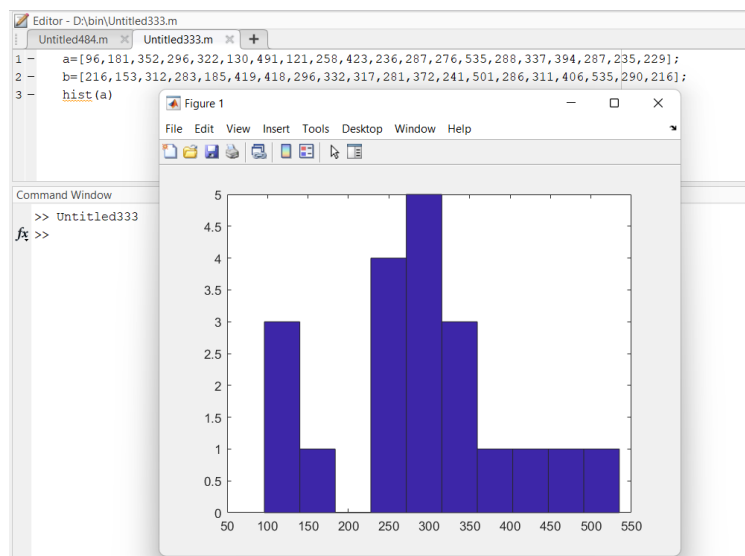 Editor - D:\bin\Untitled333.m
Untitled484.m × Untitled333.m × +
1 - a=[96,181,352,296,322,130,491,121,258,423,236,287,276,535,288,337,394,287,235,229];
2 - b=[216,153,312,283,185,419,418,296,332,317,281,372,241,501,286,311,406,535,290,216];
3 - hist(a)
Figure 1
File Edit View Insert Tools Desktop Window Help
Command Window
>> Untitled333
fx >>
5
4.5
4
3.5
3
2.5
2
1.5
1
0.5
0
50 100 150 200 250 300 350 400 450 500 550